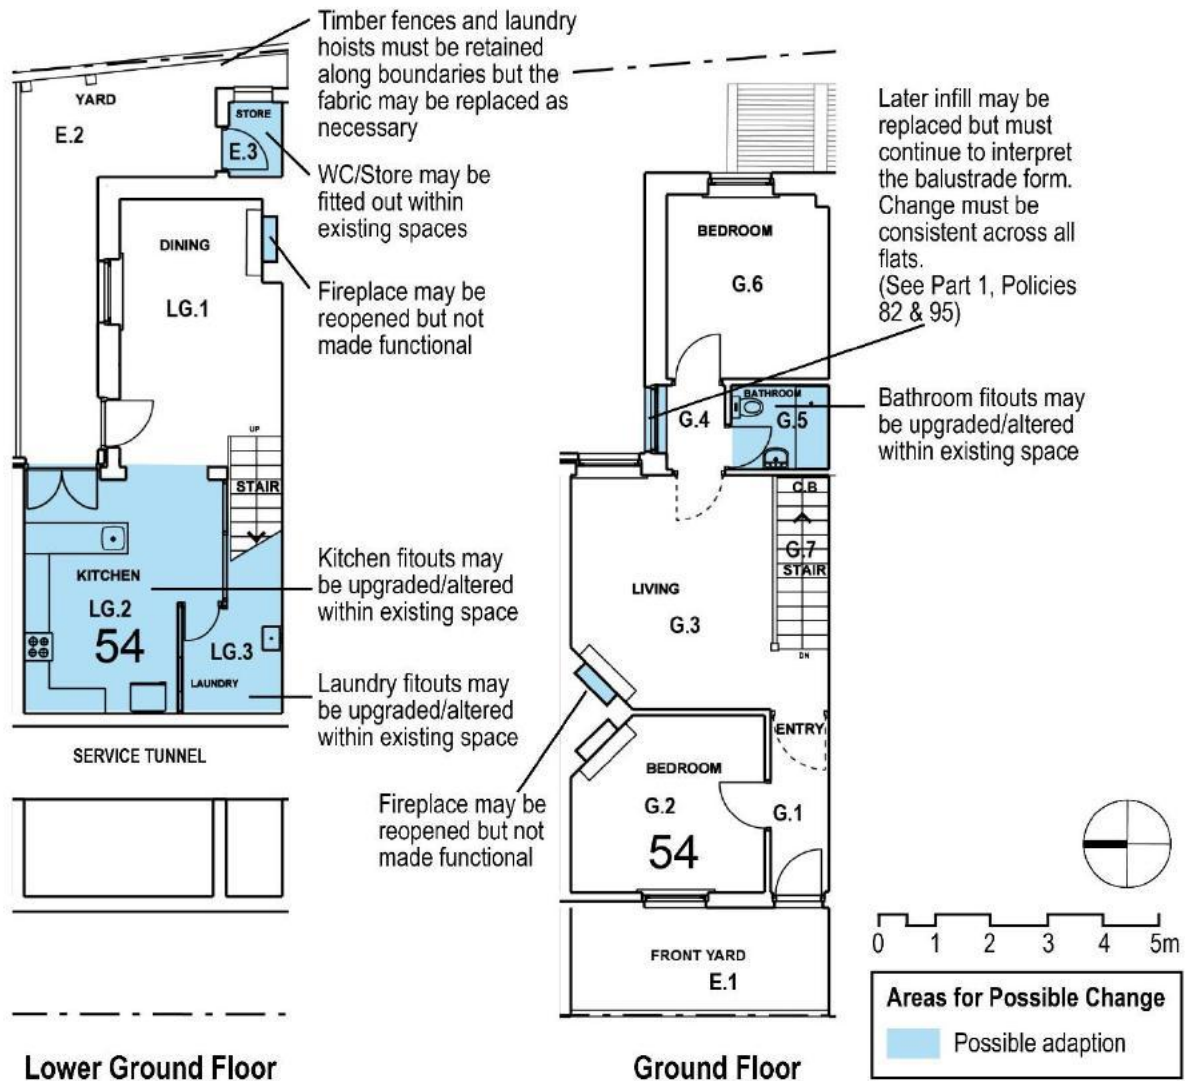 Timber fences and laundry
hoists must be retained
along boundaries but the
fabric may be replaced as
necessary
YARD
E.2
STORE
E.3
WC/Store may be
fitted out within
existing spaces
DINING
LG.1
Fireplace may be
reopened but not
made functional
UP
STAIR
KITCHEN
LG.2
54
Kitchen fitouts may
be upgraded/altered
within existing space
LG.3
LAUNDRY
Laundry fitouts may
be upgraded/altered
within existing space
SERVICE TUNNEL
Lower Ground Floor
Later infill may be
replaced but must
continue to interpret
the balustrade form.
Change must be
consistent across all
flats.
(See Part 1, Policies
82 & 95)
BEDROOM
G.6
BATHROOM
G.4
G.5
Bathroom fitouts may
be upgraded/altered
within existing space
C.B
G.7
STAIR
DN
LIVING
G.3
ENTRY
BEDROOM
G.2
54
G.1
Fireplace may be
reopened but not
made functional
FRONT YARD
E.1
Ground Floor
0 1 2 3 4 5m
Areas for Possible Change
Possible adaption